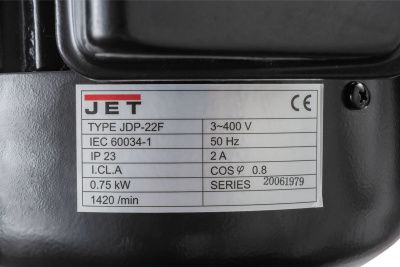 JET CE
TYPE JDP-22F 3~400 V
IEC 60034-1 50 Hz
IP 23 2 A
I.CL.A COS φ 0.8
0.75 kW SERIES 20061979
1420 /min